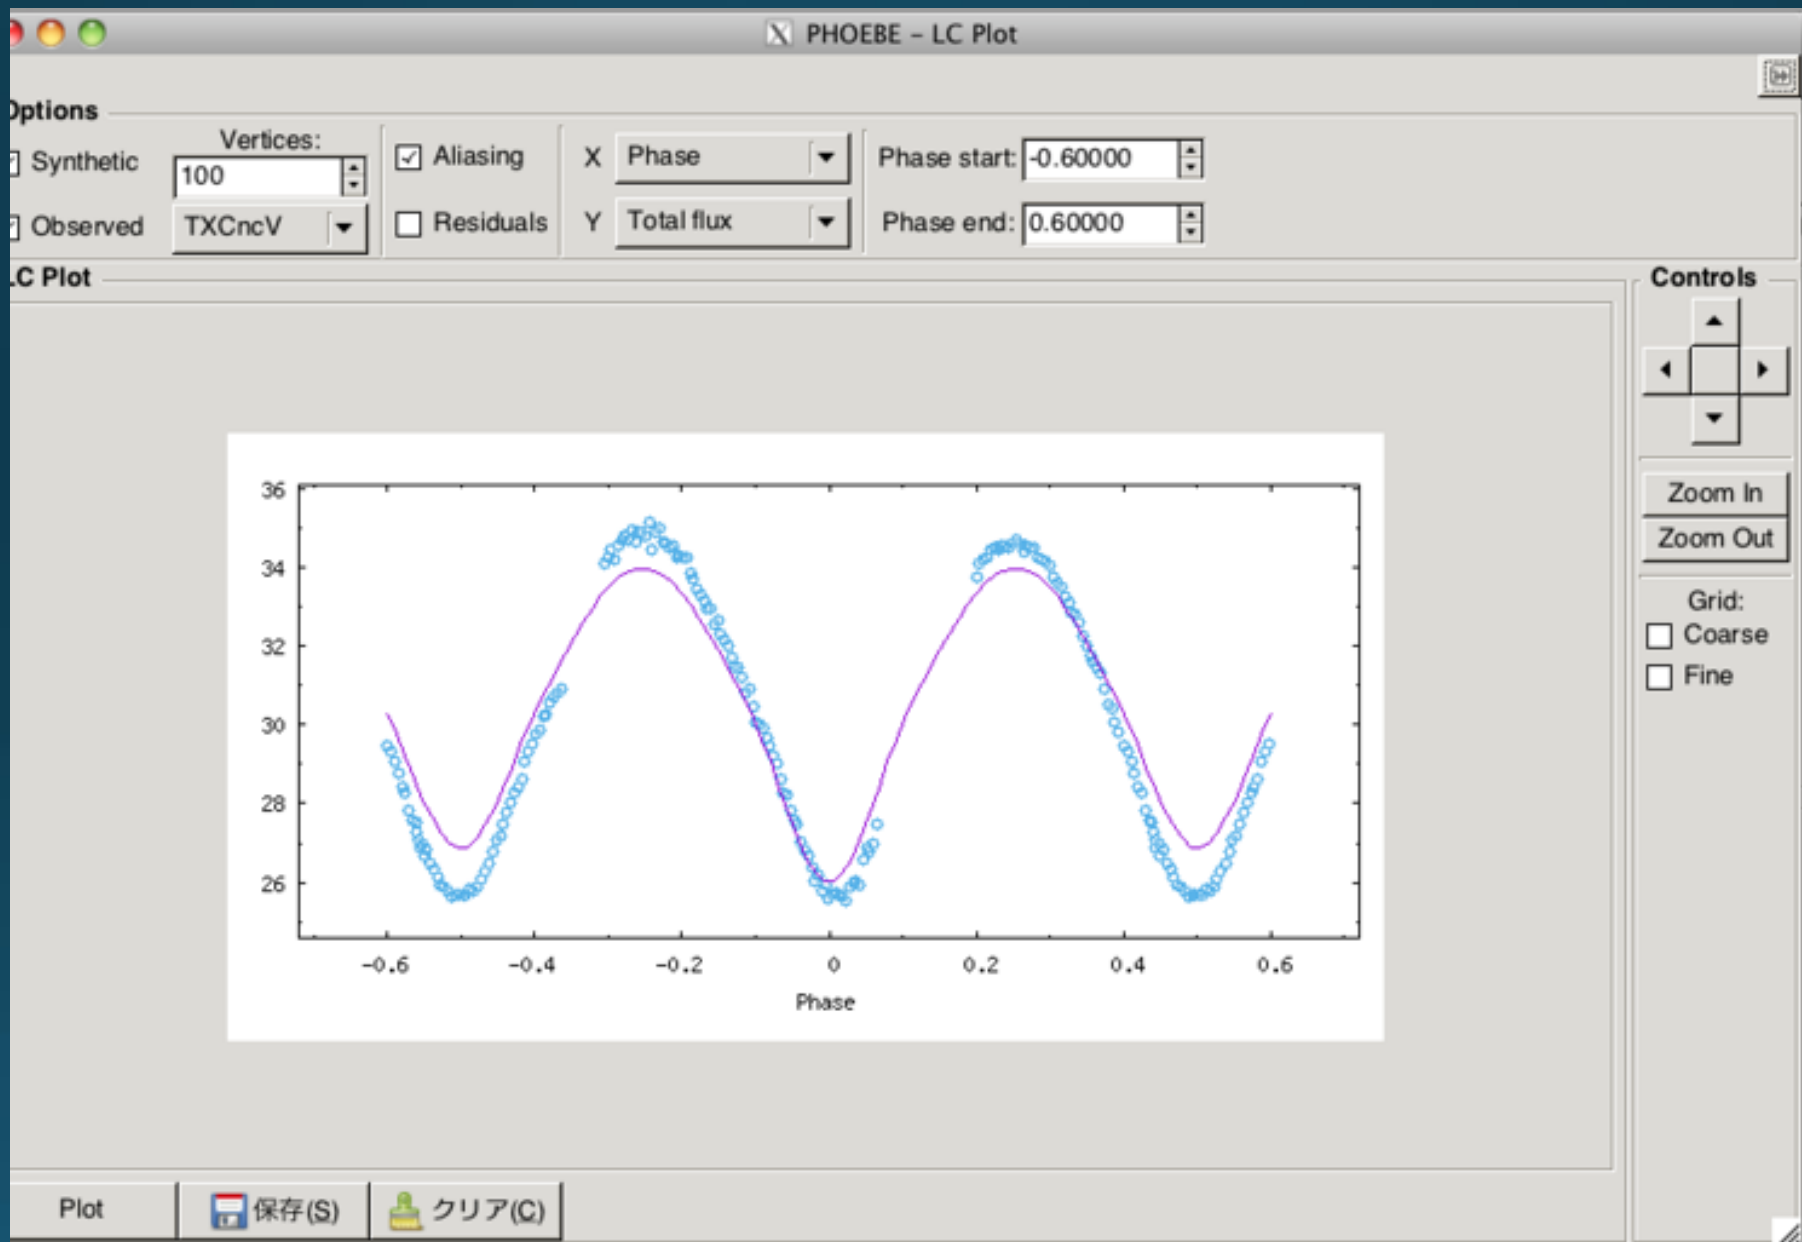 PHOEBE – LC Plot
Options
Synthetic
Vertices:
100
Aliasing
X
Phase
Phase start:
-0.60000
Observed
TXCncV
Residuals
Y
Total flux
Phase end:
0.60000
LC Plot
Controls
Zoom In
Zoom Out
Grid:
Coarse
Fine
36
34
32
30
28
26
-0.6
-0.4
-0.2
0
0.2
0.4
0.6
Phase
Plot
保存(S)
クリア(C)